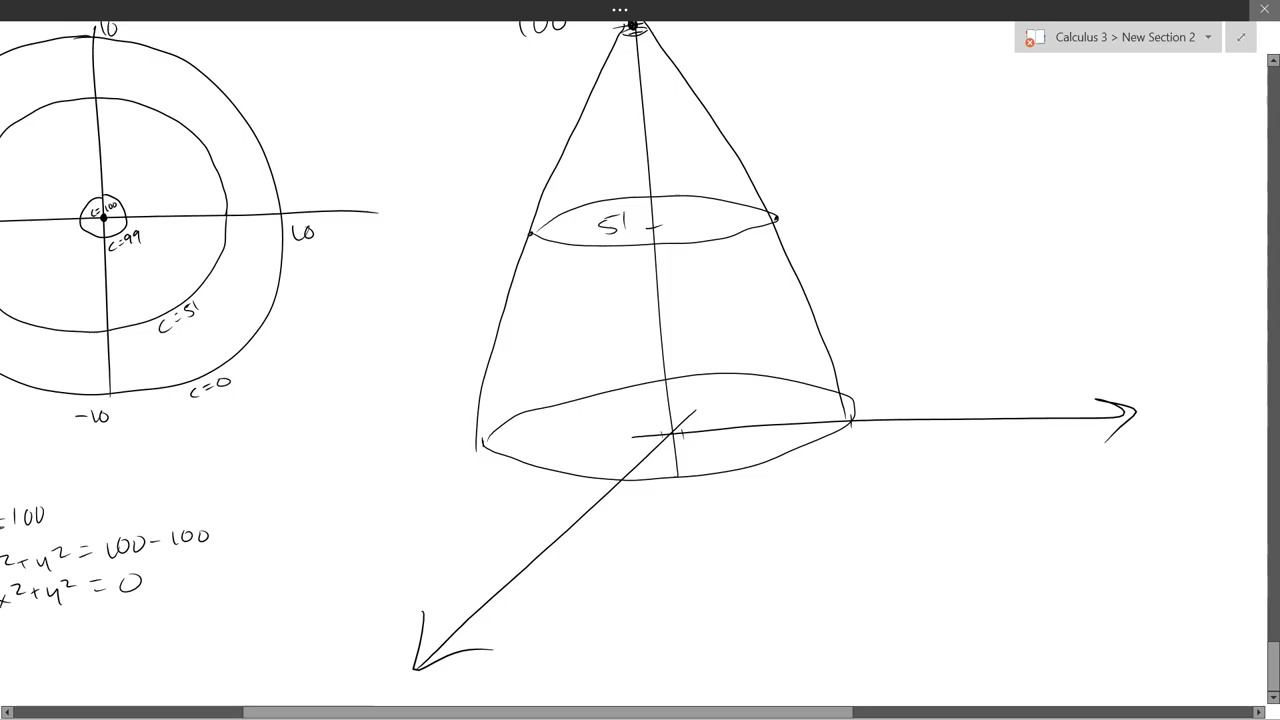 Calculus 3 > New Section 2
10
100
c=100
c=99
10
c=51
c=0
-10
51
=100
²+y²=100-100
x²+y²=0